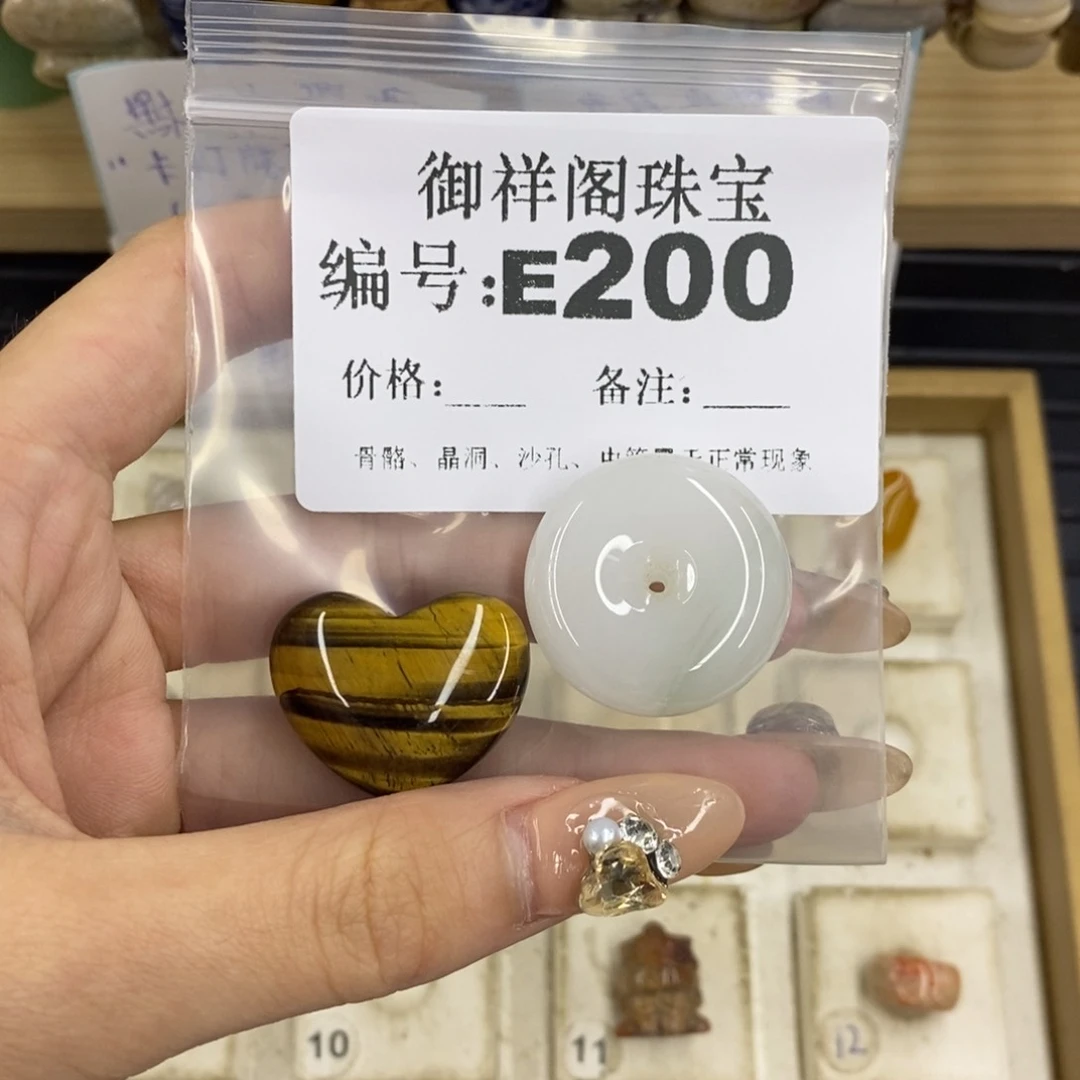 御祥阁珠宝
编号:E200
价格:____ 备注:____
骨骼、晶洞、沙孔、正常现象
10
11
12